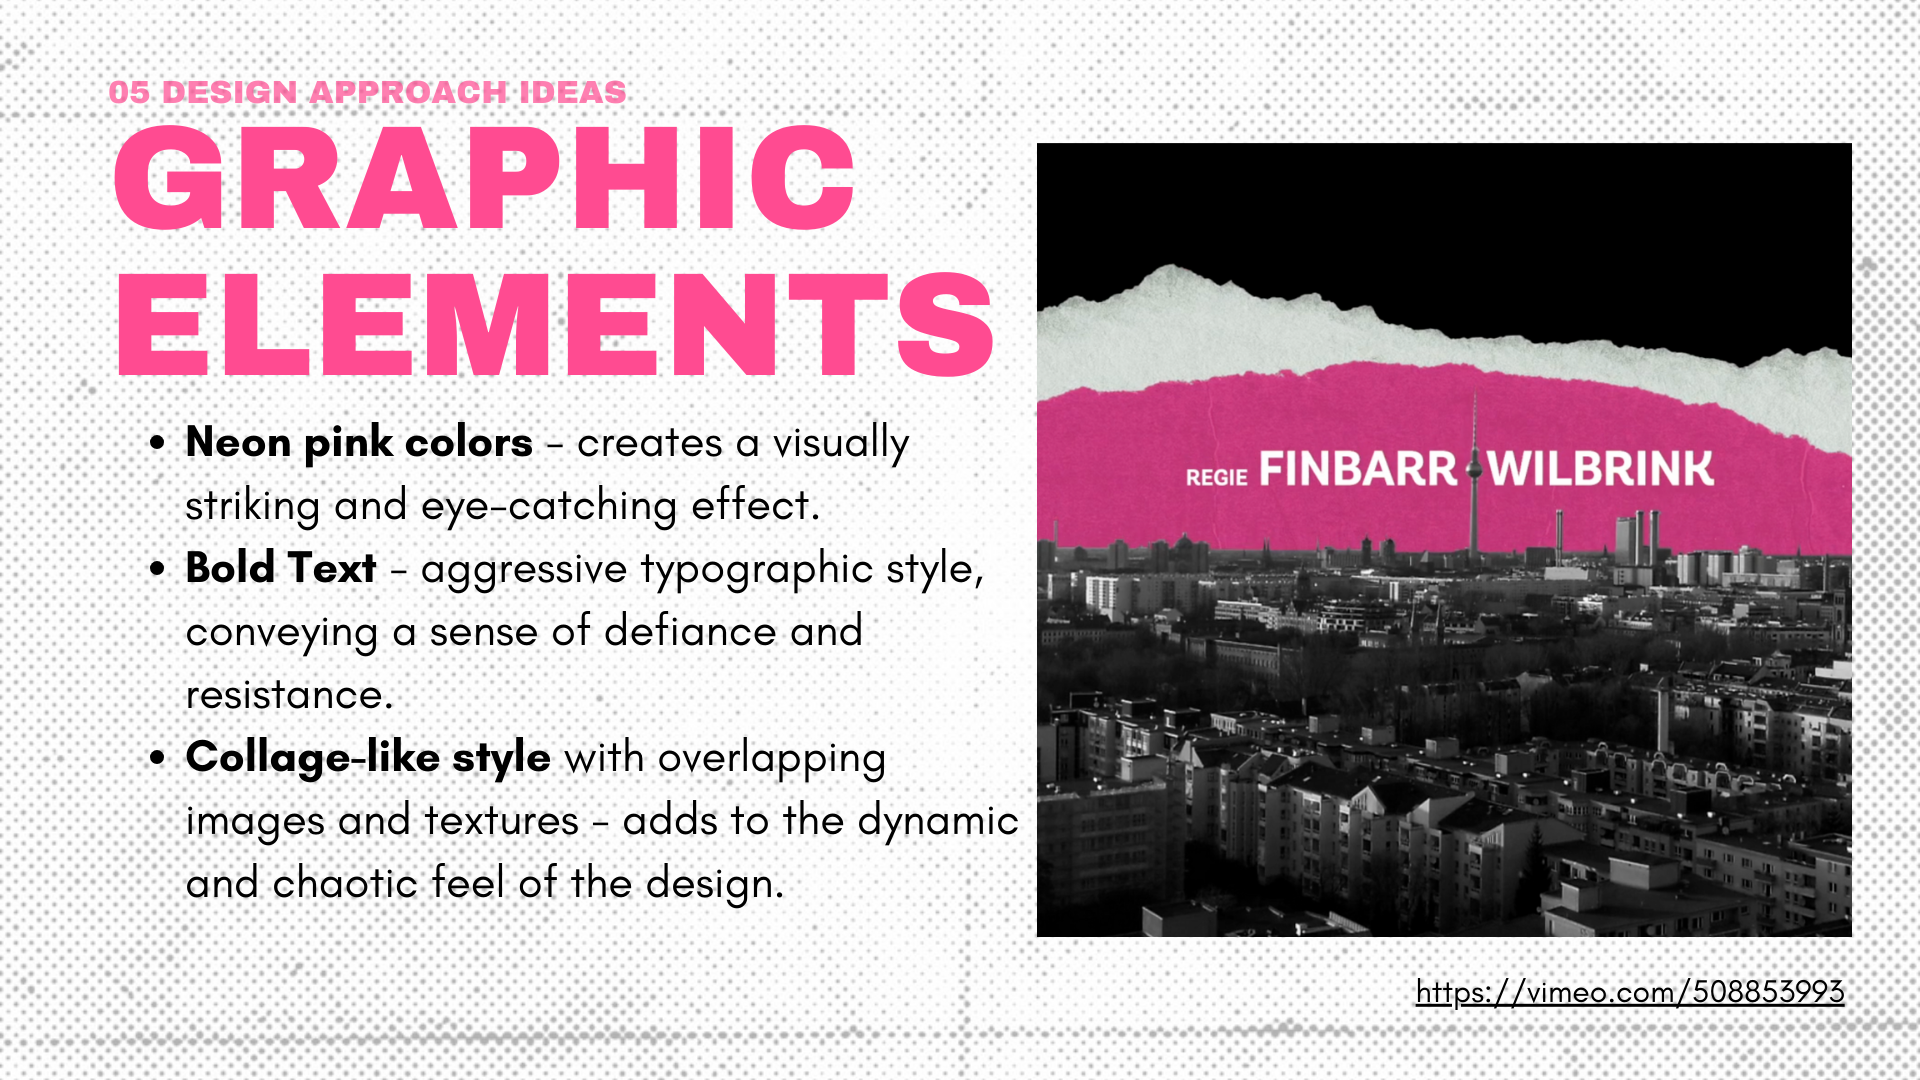 05 DESIGN APPROACH IDEAS
GRAPHIC
ELEMENTS
• Neon pink colors – creates a visually
striking and eye-catching effect.
• Bold Text – aggressive typographic style,
conveying a sense of defiance and
resistance.
• Collage-like style with overlapping
images and textures – adds to the dynamic
and chaotic feel of the design.
REGIE FINBARR WILBRINK
https://vimeo.com/508853993